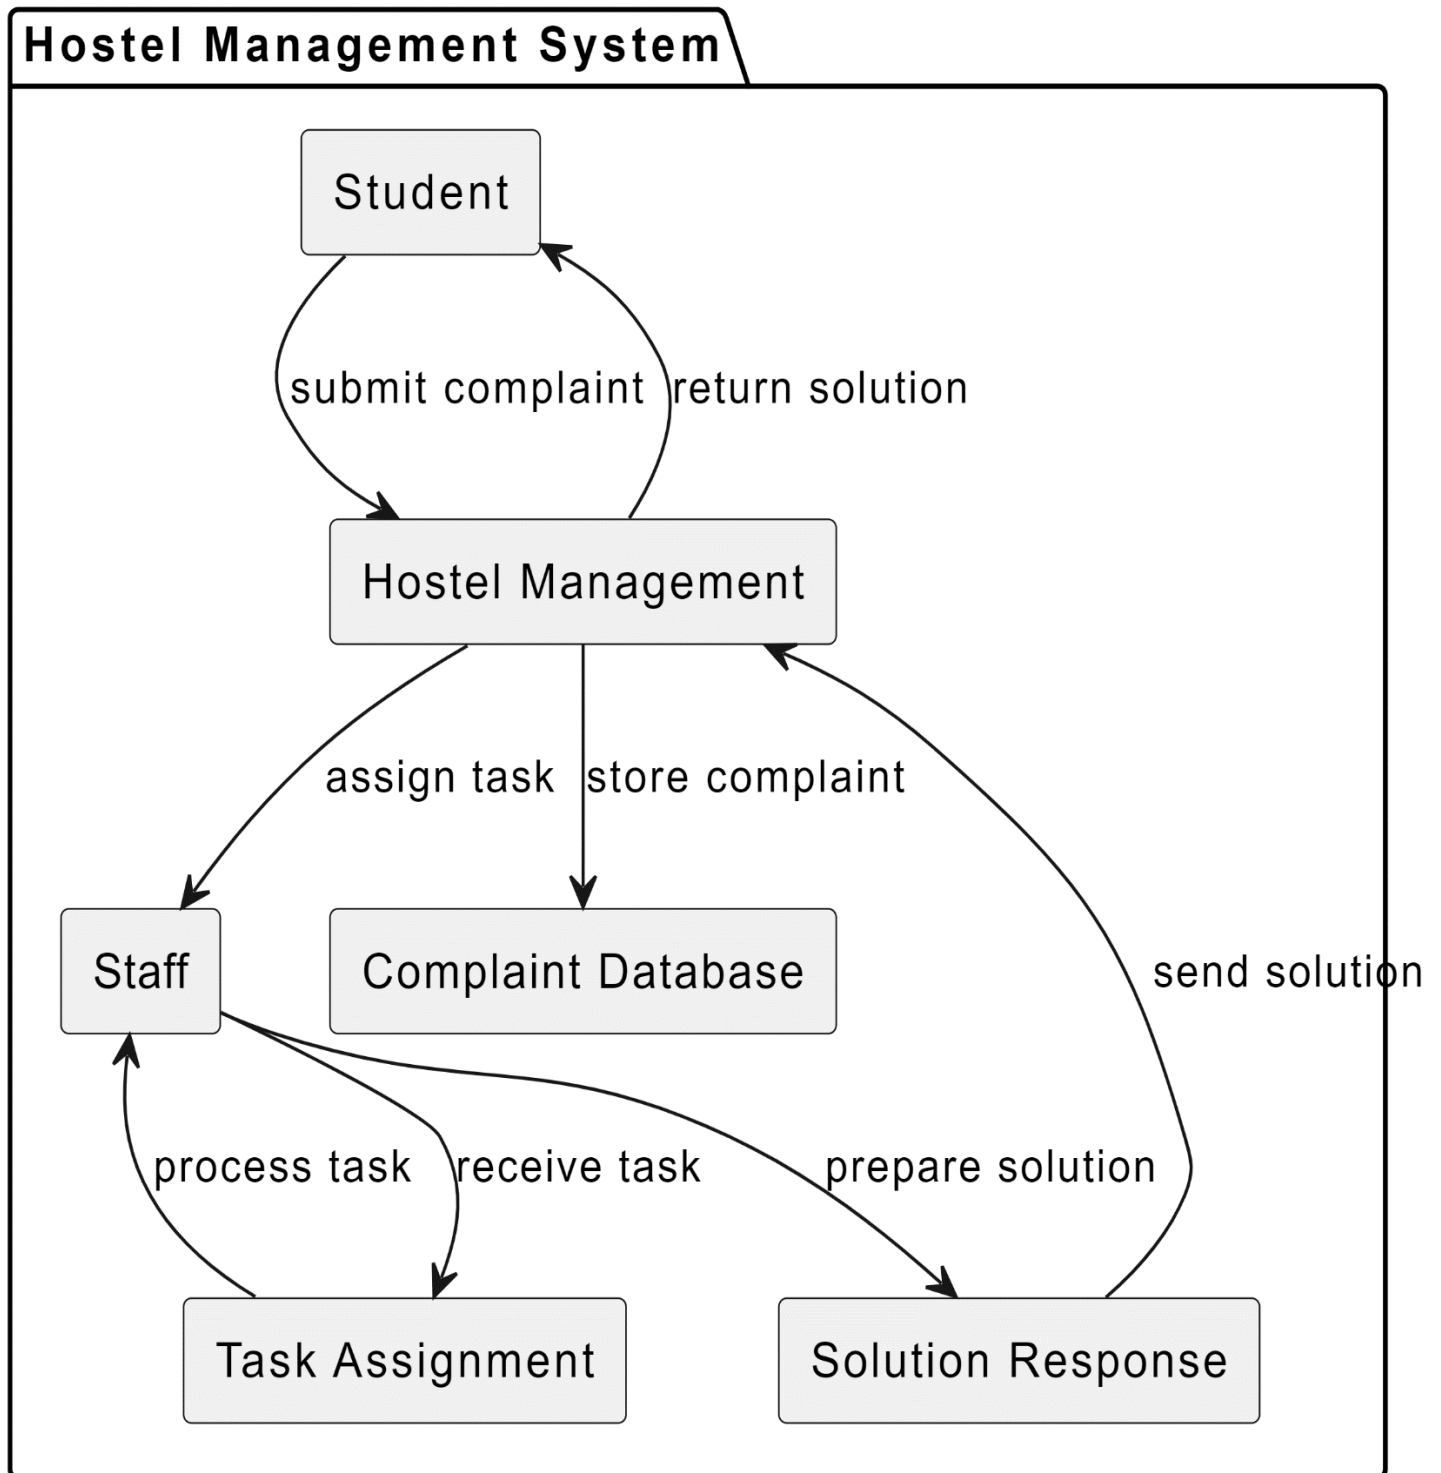 Hostel Management System
Student
submit complaint
return solution
Hostel Management
assign task
store complaint
Staff
Complaint Database
send solution
process task
receive task
prepare solution
Task Assignment
Solution Response